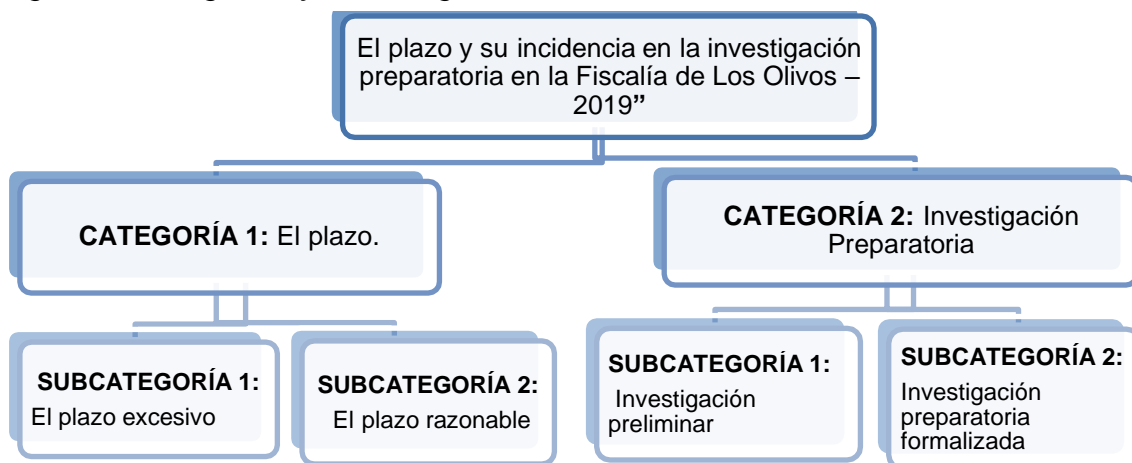 El plazo y su incidencia en la investigación
preparatoria en la Fiscalía de Los Olivos –
2019”
CATEGORÍA 1: El plazo.
CATEGORÍA 2: Investigación
Preparatoria
SUBCATEGORÍA 1:
El plazo excesivo
SUBCATEGORÍA 2:
El plazo razonable
SUBCATEGORÍA 1:
Investigación
preliminar
SUBCATEGORÍA 2:
Investigación
preparatoria
formalizada